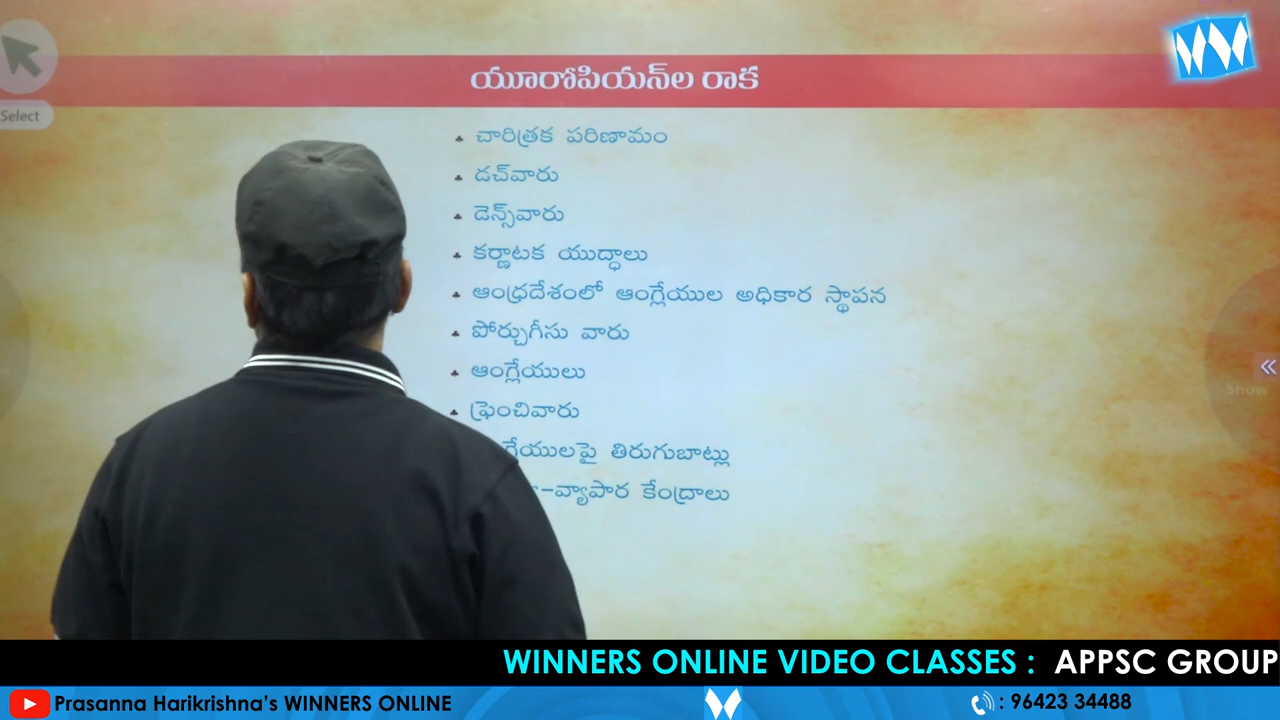 Select
యూరోపియన్‌ల రాక
చారిత్రక పరిణామం
డచ్‌వారు
డెన్స్‌వారు
కర్ణాటక యుద్ధాలు
ఆంధ్రదేశంలో ఆంగ్లేయుల అధికార స్థాపన
పోర్చుగీసు వారు
ఆంగ్లేయులు
ఫ్రెంచివారు
తిరుగుబాట్లు
–వ్యాపార కేంద్రాలు
Show
WINNERS ONLINE VIDEO CLASSES : APPSC GROUP
Prasanna Harikrishna's WINNERS ONLINE
: 96423 34488